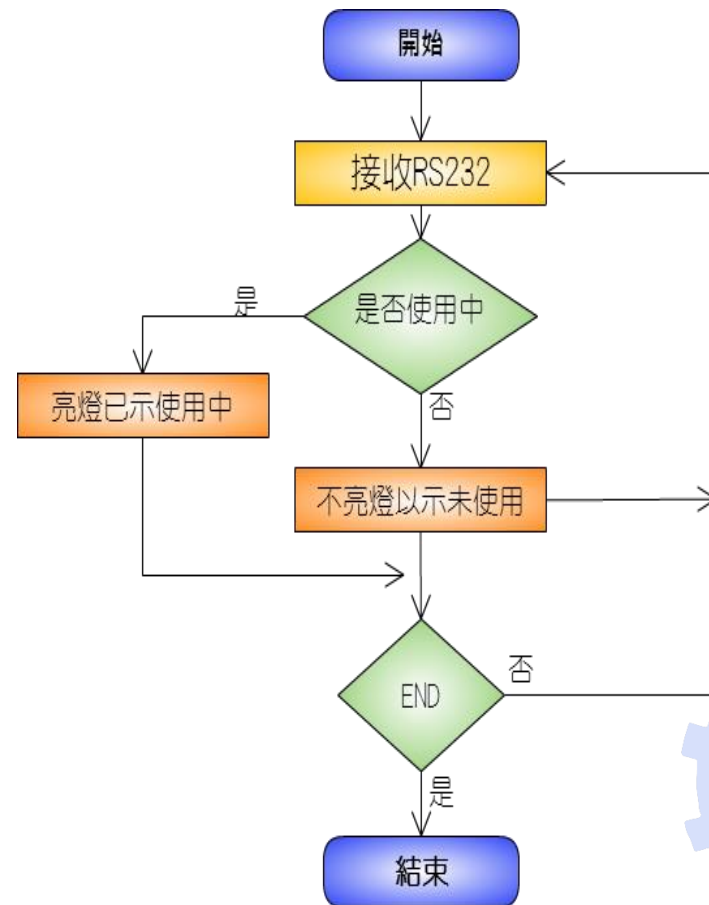 開始
接收RS232
是否使用中
是
亮燈已示使用中
否
不亮燈以示未使用
END
否
是
結束